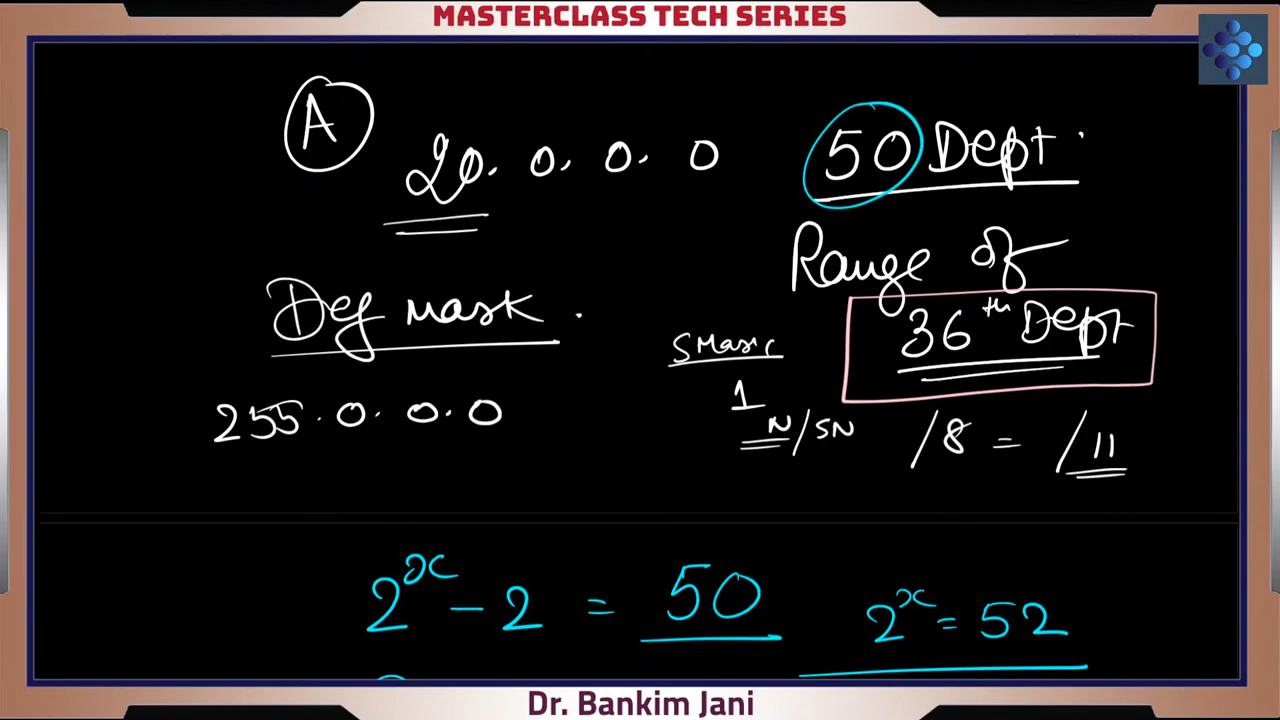 MASTERCLASS TECH SERIES
A
20. 0. 0. 0
50 Dept.
Range of
36th Dept
Def mask.
255.0.0.0
SMask
1
N/SN
/8 = /11
2^x - 2 = 50
2^x = 52
Dr. Bankim Jani